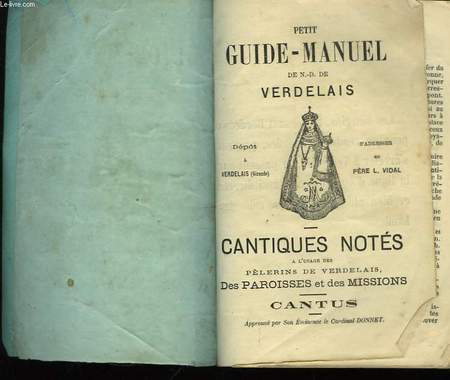 Le-livre.com
PETIT
GUIDE-MANUEL
DE N.-D. DE
VERDELAIS
Dépôt
à
VERDELAIS (Gironde)
S'ADRESSER
au
PÈRE L. VIDAL
CANTIQUES NOTÉS
A L'USAGE DES
PÈLERINS DE VERDELAIS,
Des PAROISSES et des MISSIONS
CANTUS
Approuvé par Son Éminence le Cardinal DONNET.